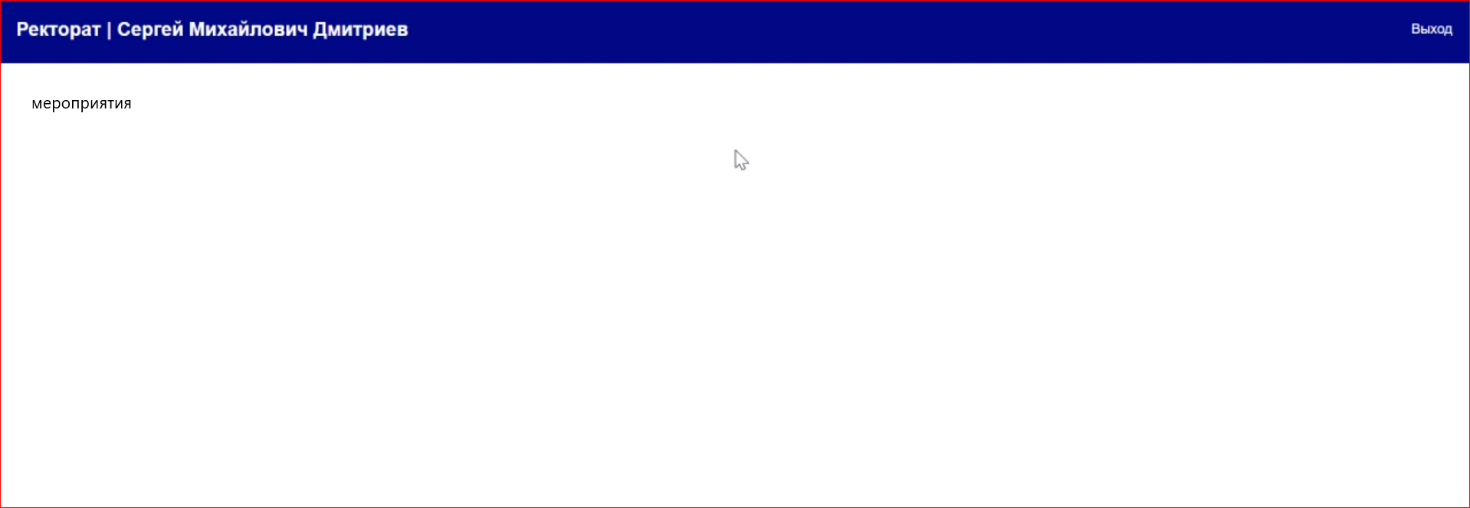 Ректорат | Сергей Михайлович Дмитриев
Выход
мероприятия